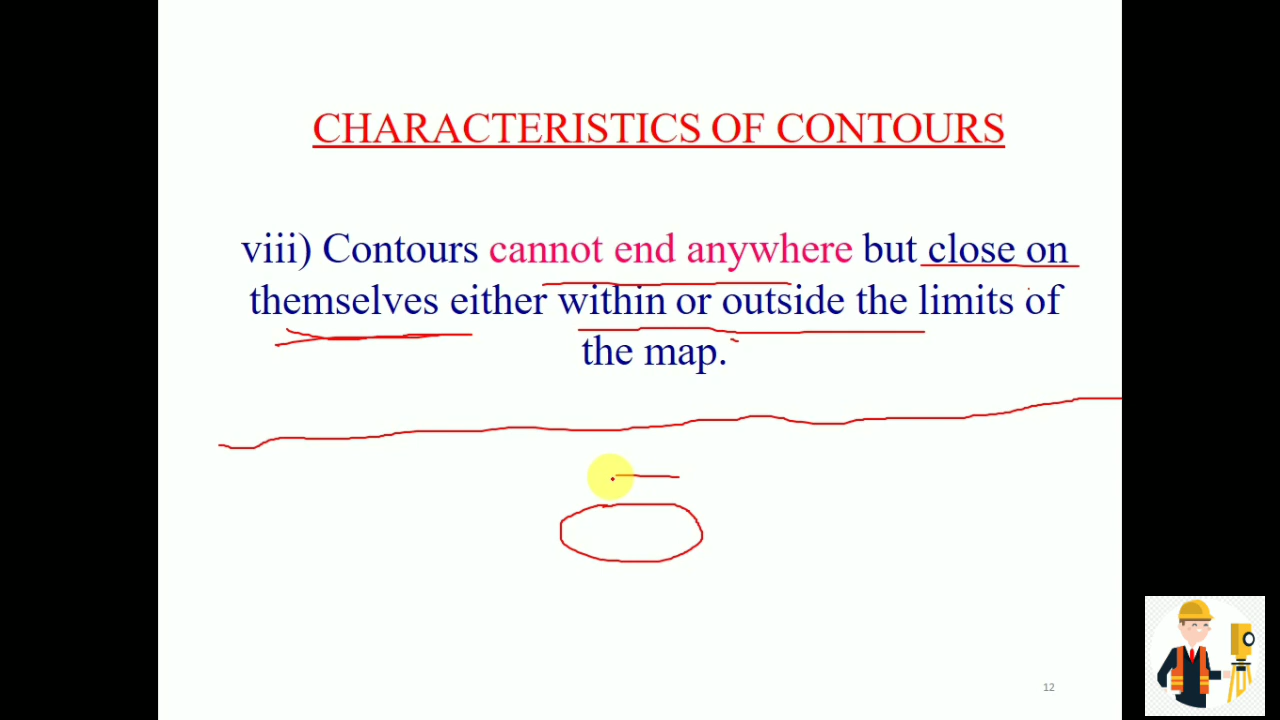 CHARACTERISTICS OF CONTOURS
viii) Contours cannot end anywhere but close on
themselves either within or outside the limits of
the map.
12